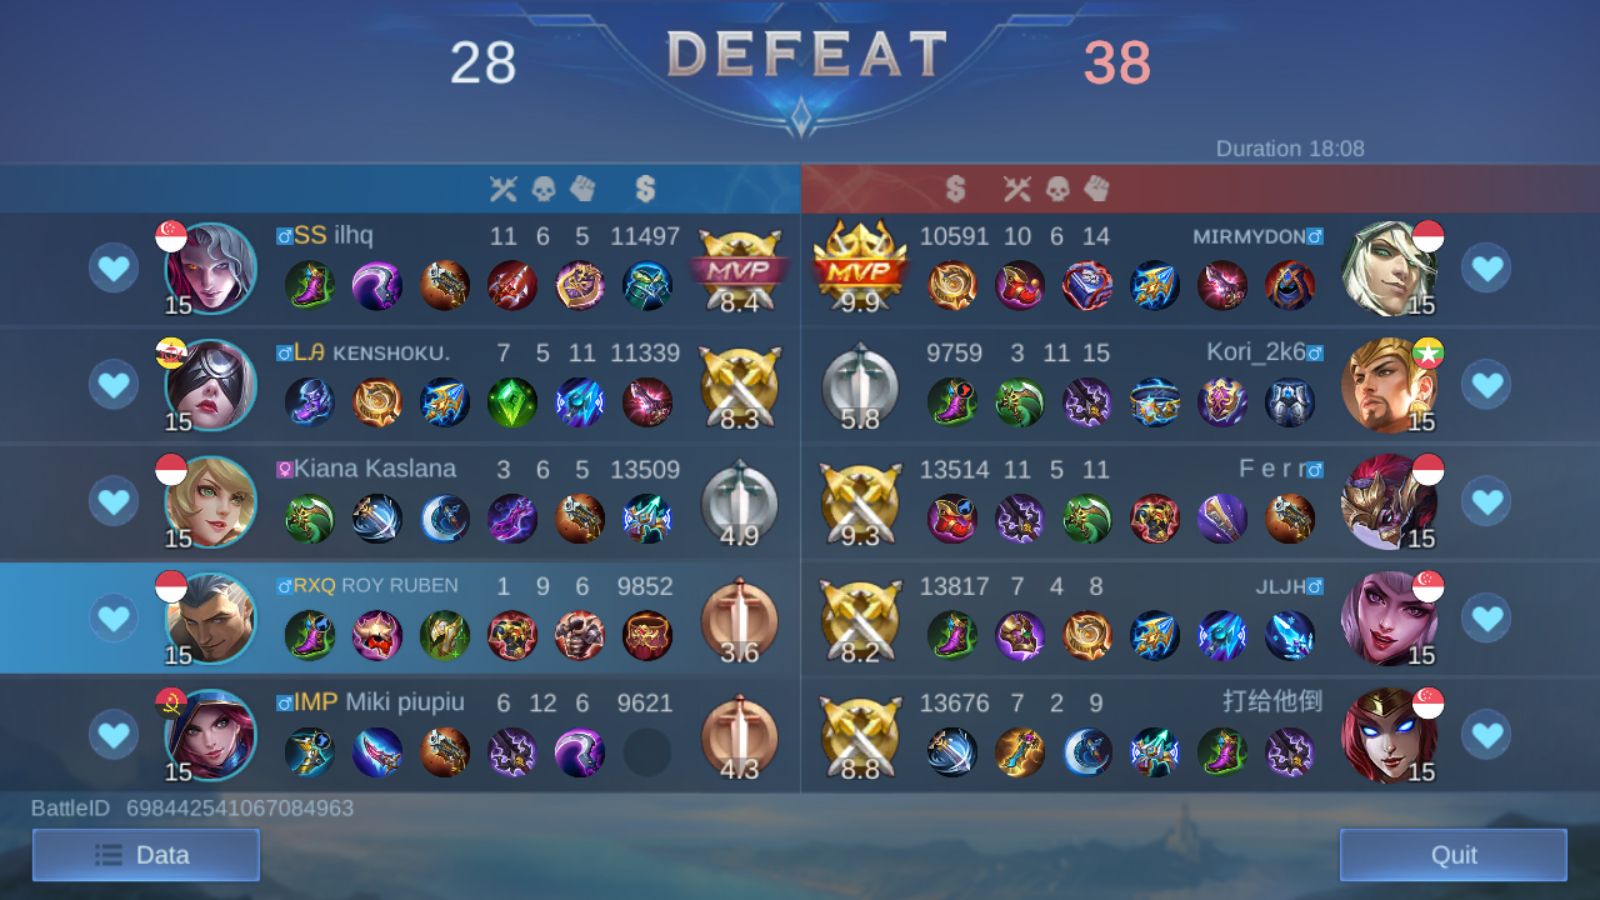 28 DEFEAT 38
Duration 18:08
SS ilhq 11 6 5 11497 MVP 8.4 15
10591 10 6 14 MIRMYDON MVP 9.9 15
LA KENSHOKU. 7 5 11 11339 8.3 15
9759 3 11 15 Kori_2k6 5.8 15
Kiana Kaslana 3 6 5 13509 4.9 15
13514 11 5 11 F e r r 9.3 15
RXQ ROY RUBEN 1 9 6 9852 3.6 15
13817 7 4 8 JLJH 8.2 15
IMP Miki piupiu 6 12 6 9621 4.3 15
13676 7 2 9 打给他倒 8.8 15
BattleID 698442541067084963
Data
Quit